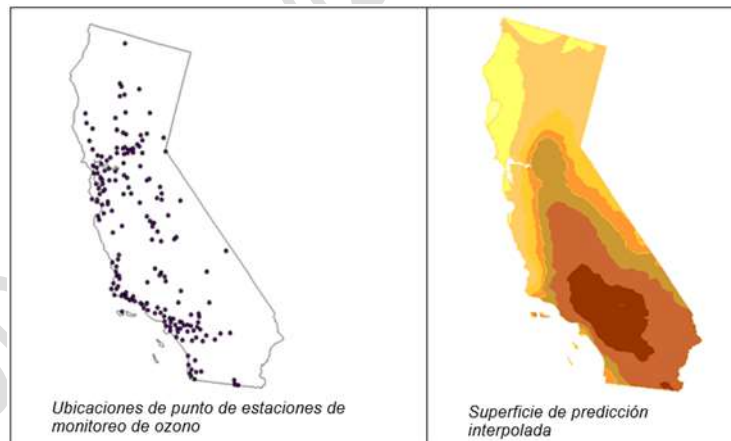 Ubicaciones de punto de estaciones de
monitoreo de ozono
Superficie de predicción
interpolada